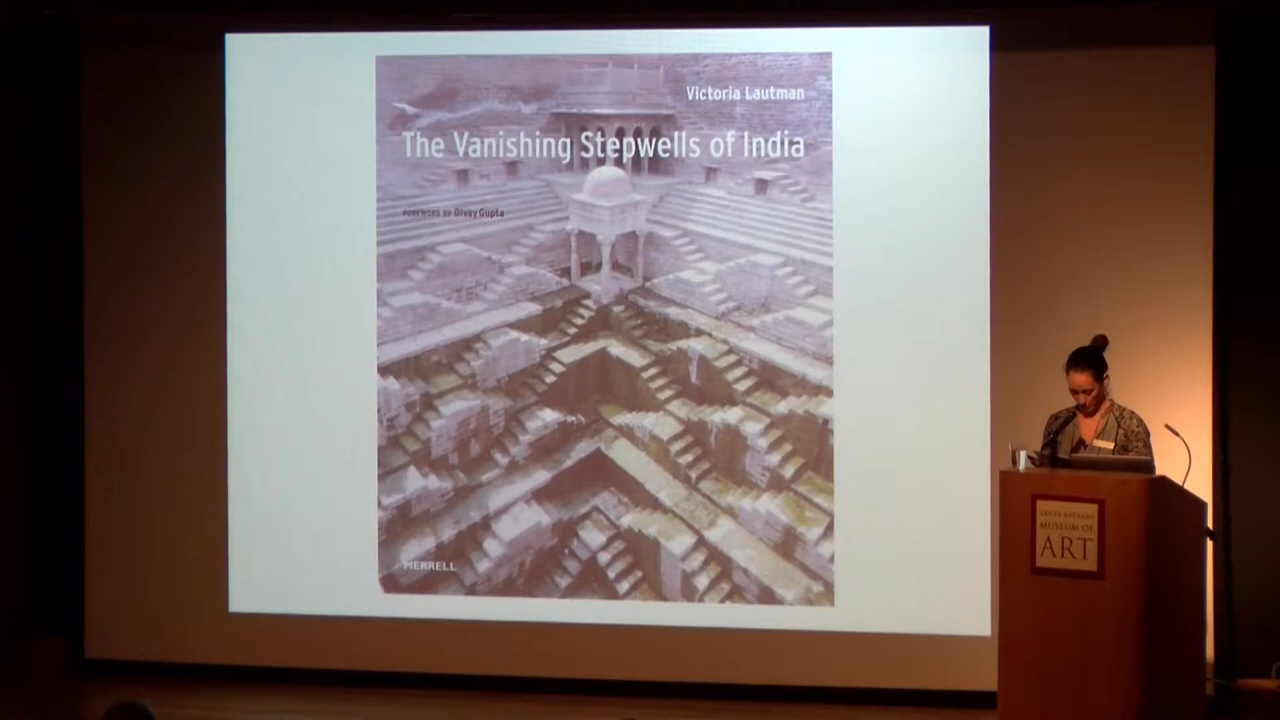 Victoria Lautman
The Vanishing Stepwells of India
FOREWORD BY Divay Gupta
MERRELL
SANTA BARBARA
MUSEUM OF
ART